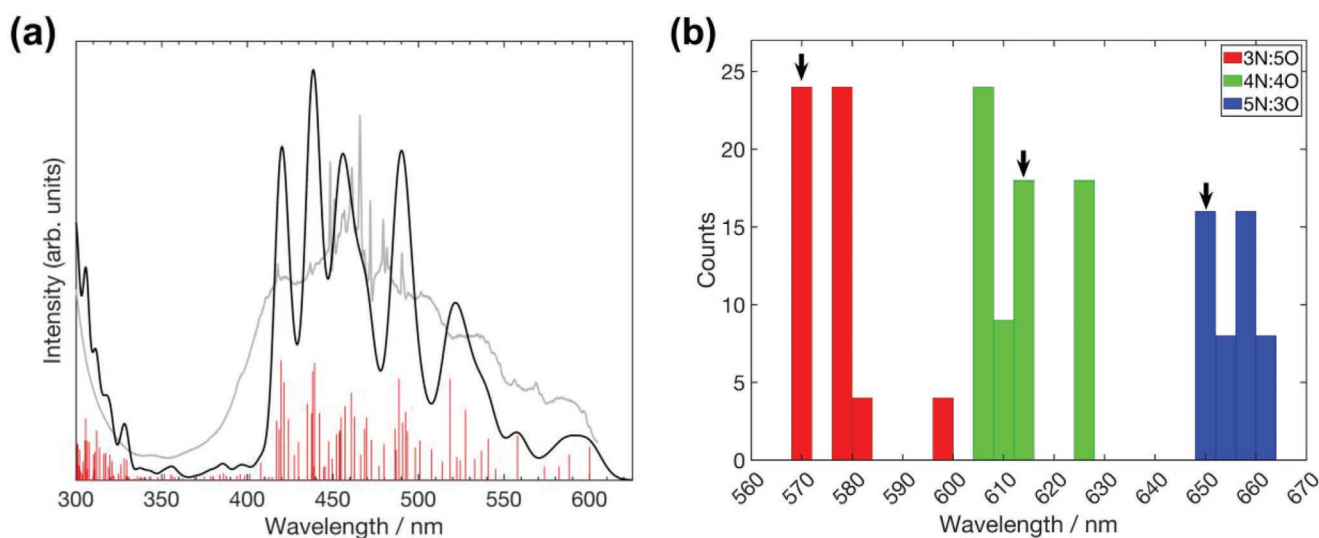 (a)
Intensity (arb. units)
300 350 400 450 500 550 600
Wavelength / nm
(b)
3N:5O
4N:4O
5N:3O
Counts
25
20
15
10
5
0
560 570 580 590 600 610 620 630 640 650 660 670
Wavelength / nm